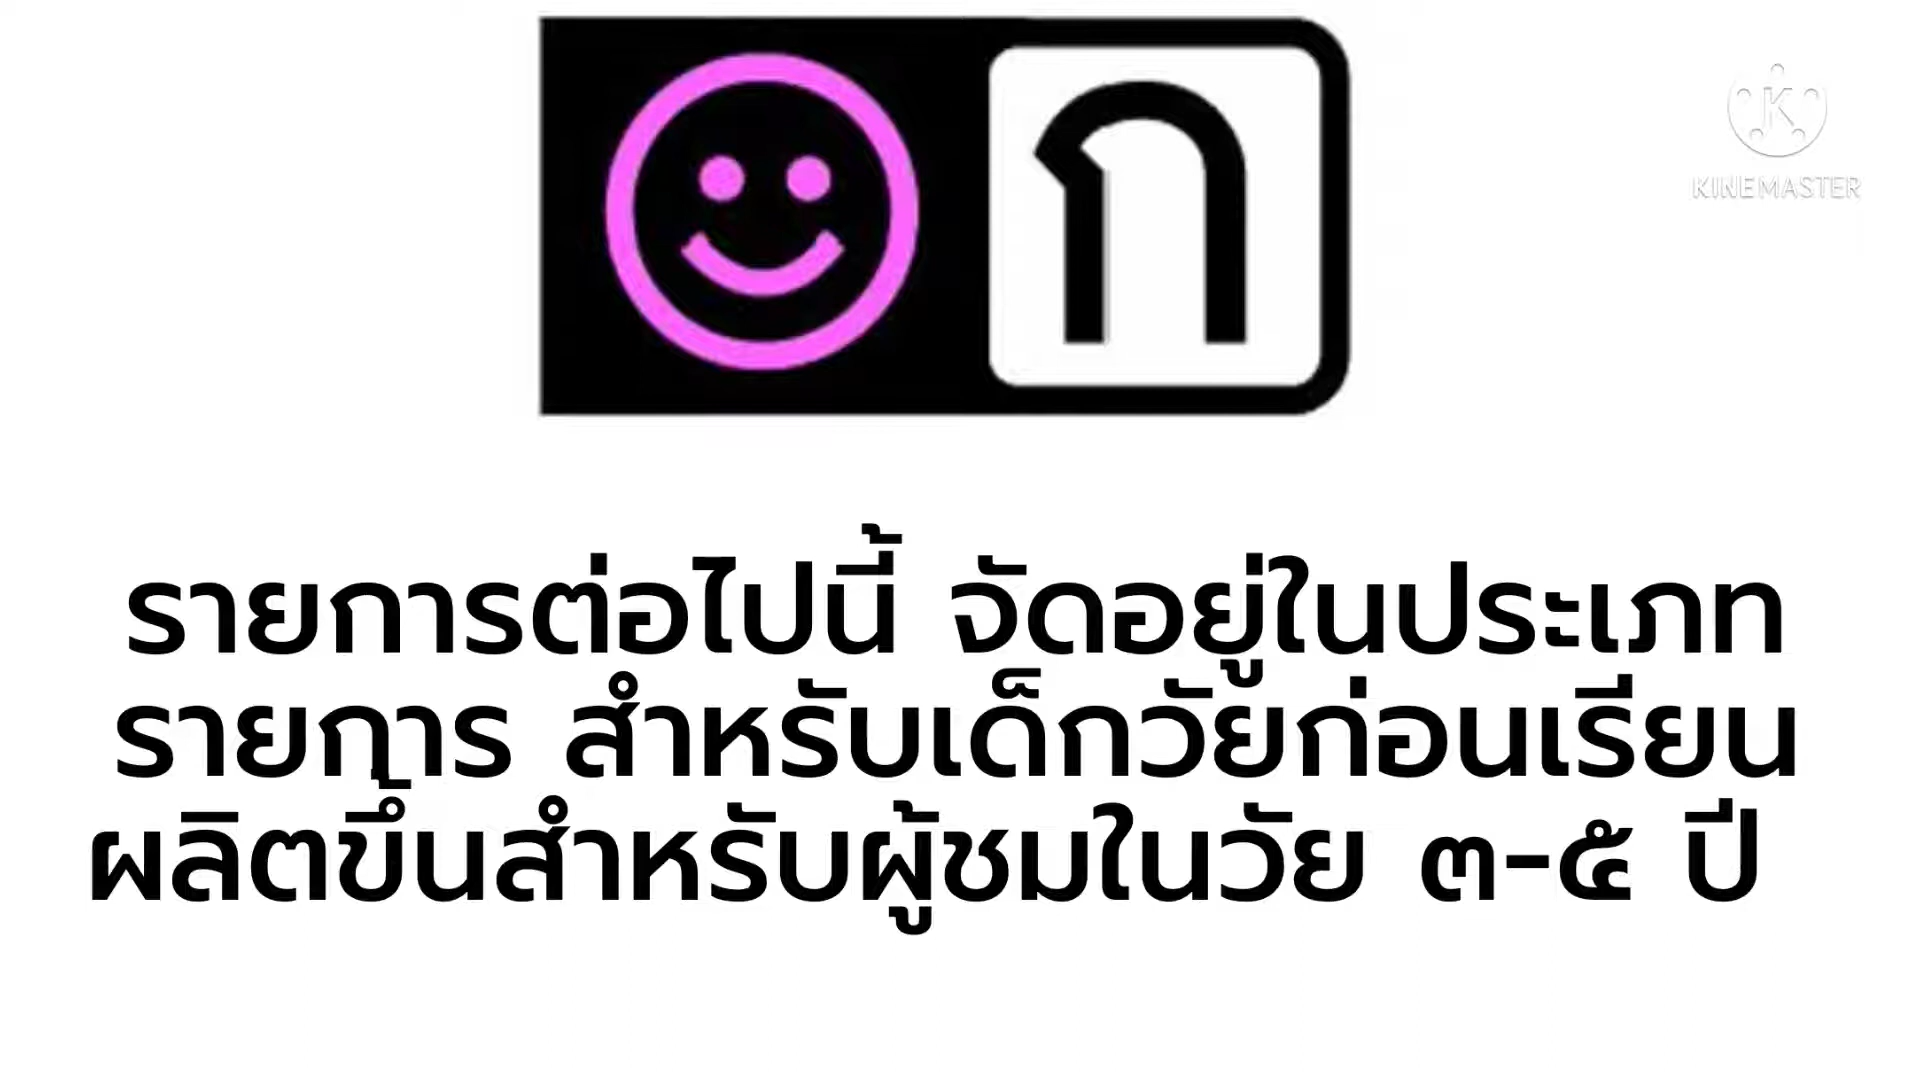 ก
KINEMASTER
รายการต่อไปนี้ จัดอยู่ในประเภท
รายการ สำหรับเด็กวัยก่อนเรียน
ผลิตขึ้นสำหรับผู้ชมในวัย ๓-๕ ปี